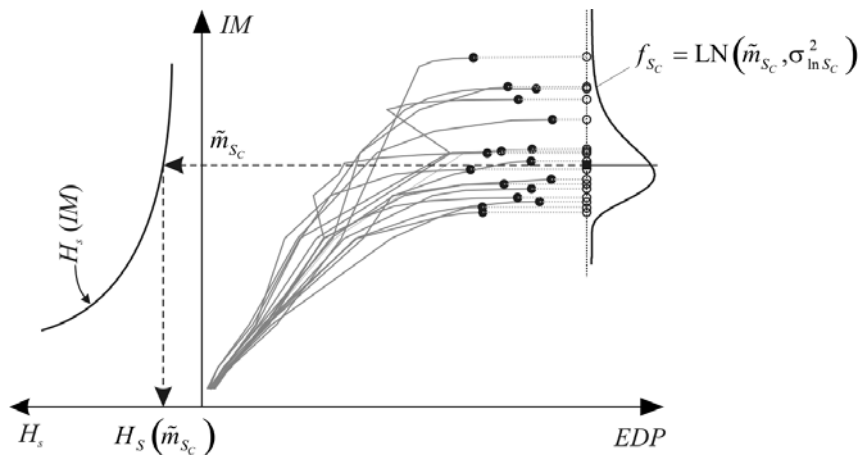 IM
f_{S_C} = LN(m̃_{S_C}, σ²_{ln S_C})
m̃_{S_C}
H_s (IM)
H_s
H_S (m̃_{S_C})
EDP